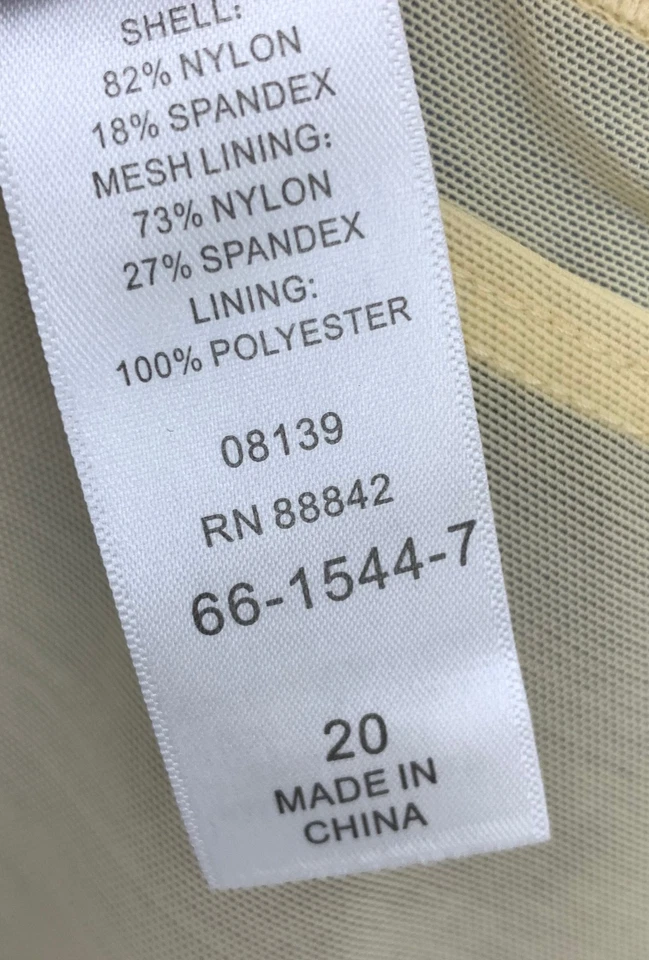 SHELL:
82% NYLON
18% SPANDEX
MESH LINING:
73% NYLON
27% SPANDEX
LINING:
100% POLYESTER
08139
RN 88842
66-1544-7
20
MADE IN
CHINA